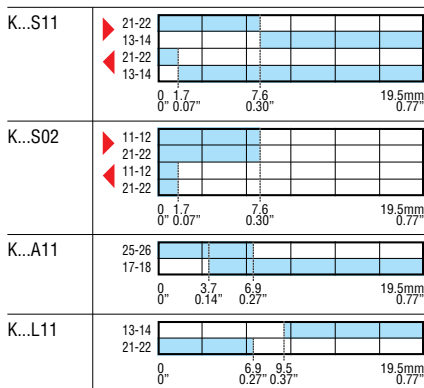 K...S11
21-22
13-14
21-22
13-14
0 1.7 7.6 19.5mm
0" 0.07" 0.30" 0.77"
K...S02
11-12
21-22
11-12
21-22
0 1.7 7.6 19.5mm
0" 0.07" 0.30" 0.77"
K...A11
25-26
17-18
0 3.7 6.9 19.5mm
0" 0.14" 0.27" 0.77"
K...L11
13-14
21-22
0 6.9 9.5 19.5mm
0" 0.27" 0.37" 0.77"